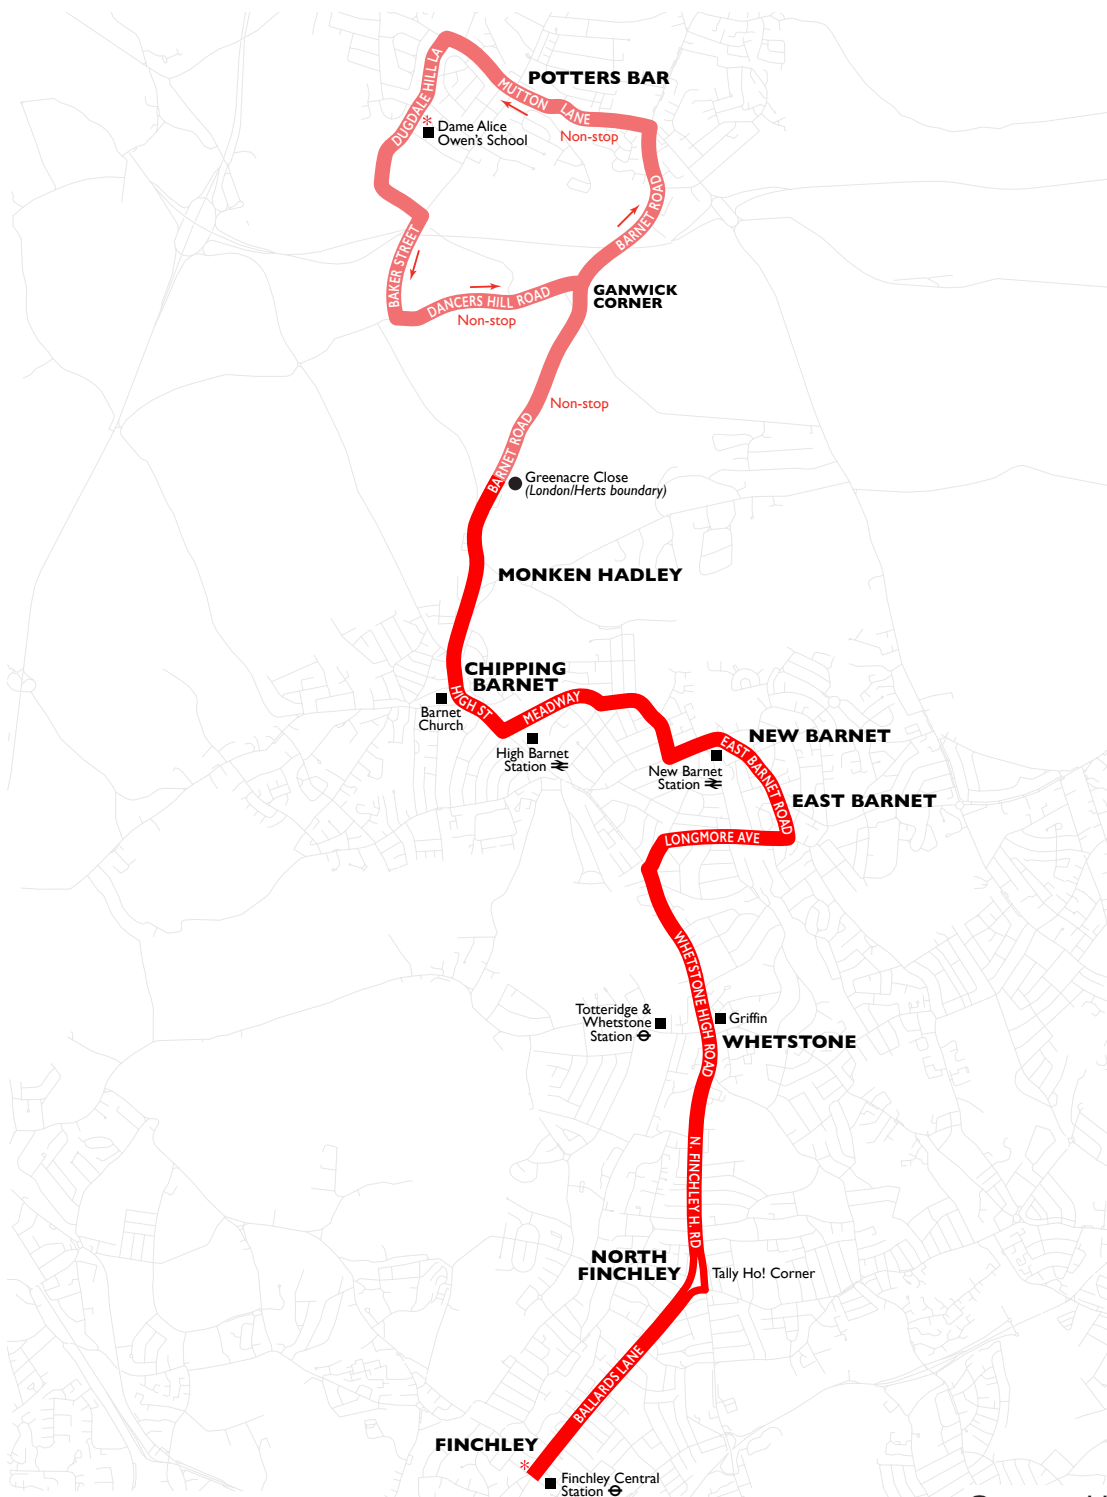 POTTERS BAR
MUTTON LANE
DUGDALE HILL LA
*
Dame Alice
Owen's School
Non-stop
BARNET ROAD
BAKER STREET
DANCERS HILL ROAD
Non-stop
GANWICK
CORNER
Non-stop
BARNET ROAD
Greenacre Close
(London/Herts boundary)
MONKEN HADLEY
CHIPPING
BARNET
HIGH ST
MEADWAY
Barnet
Church
High Barnet
Station
NEW BARNET
EAST BARNET ROAD
New Barnet
Station
EAST BARNET
LONGMORE AVE
WHETSTONE HIGH ROAD
Totteridge &
Whetstone
Station
Griffin
WHETSTONE
N. FINCHLEY H. RD
NORTH
FINCHLEY
Tally Ho! Corner
BALLARDS LANE
FINCHLEY
*
Finchley Central
Station